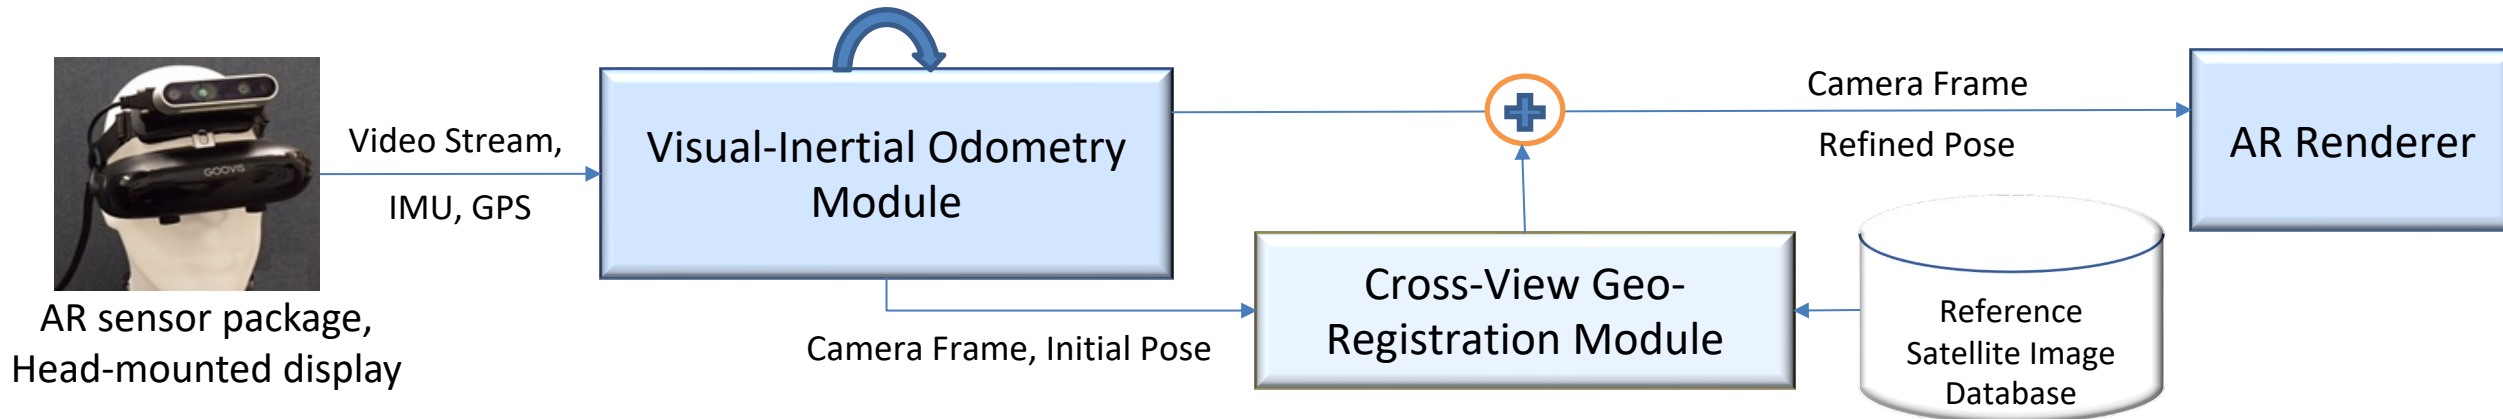 GOOVIS
AR sensor package,
Head-mounted display
Video Stream,
IMU, GPS
Visual-Inertial Odometry
Module
Camera Frame, Initial Pose
Cross-View Geo-
Registration Module
Camera Frame
Refined Pose
Reference
Satellite Image
Database
AR Renderer